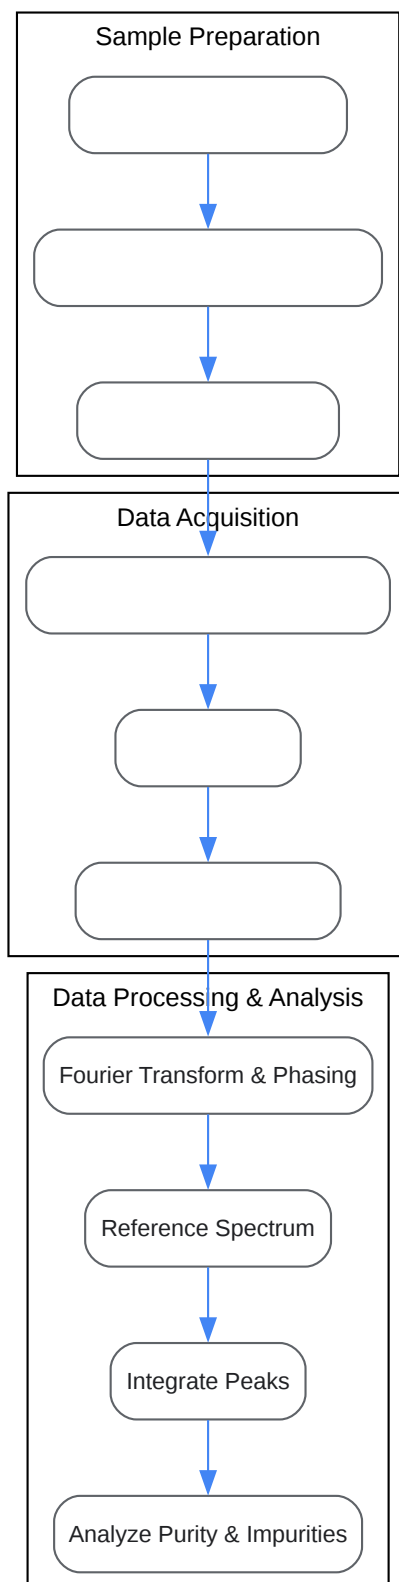 Sample Preparation
Data Acquisition
Data Processing & Analysis
Fourier Transform & Phasing
Reference Spectrum
Integrate Peaks
Analyze Purity & Impurities